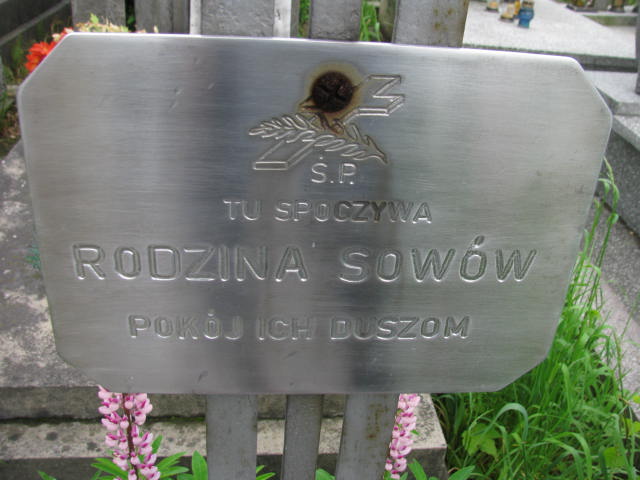 Ś.P.
TU SPOCZYWA
RODZINA SOWÓW
POKÓJ ICH DUSZOM